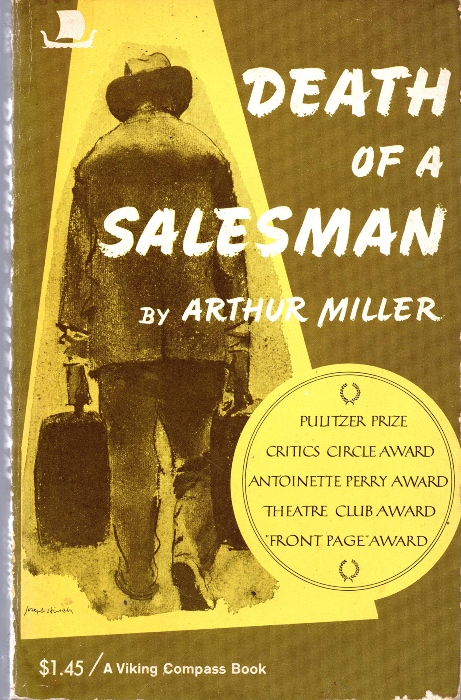 DEATH
OF A
SALESMAN
BY ARTHUR MILLER
PULITZER PRIZE
CRITICS CIRCLE AWARD
ANTOINETTE PERRY AWARD
THEATRE CLUB AWARD
"FRONT PAGE" AWARD
$1.45 / A Viking Compass Book